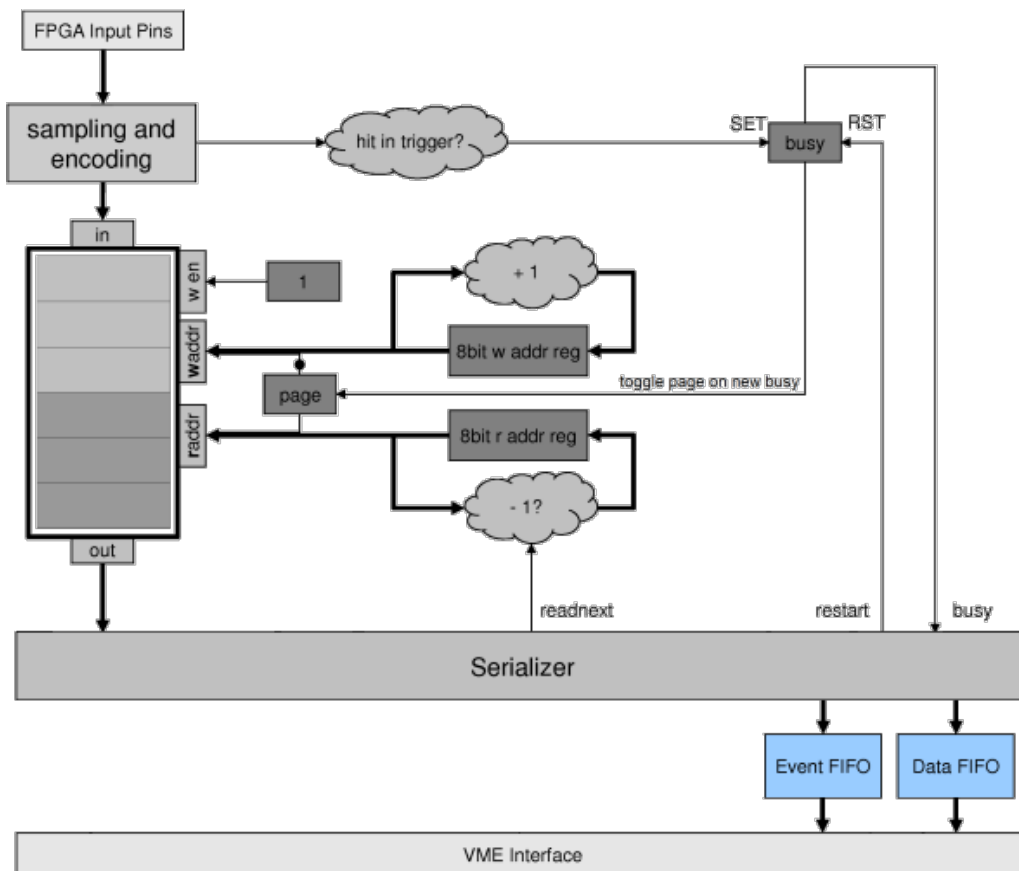 FPGA Input Pins
sampling and
encoding
hit in trigger?
SET
RST
busy
in
w en
1
+ 1
waddr
8bit w addr reg
toggle page on new busy
page
raddr
8bit r addr reg
- 1?
out
readnext
restart
busy
Serializer
Event FIFO
Data FIFO
VME Interface